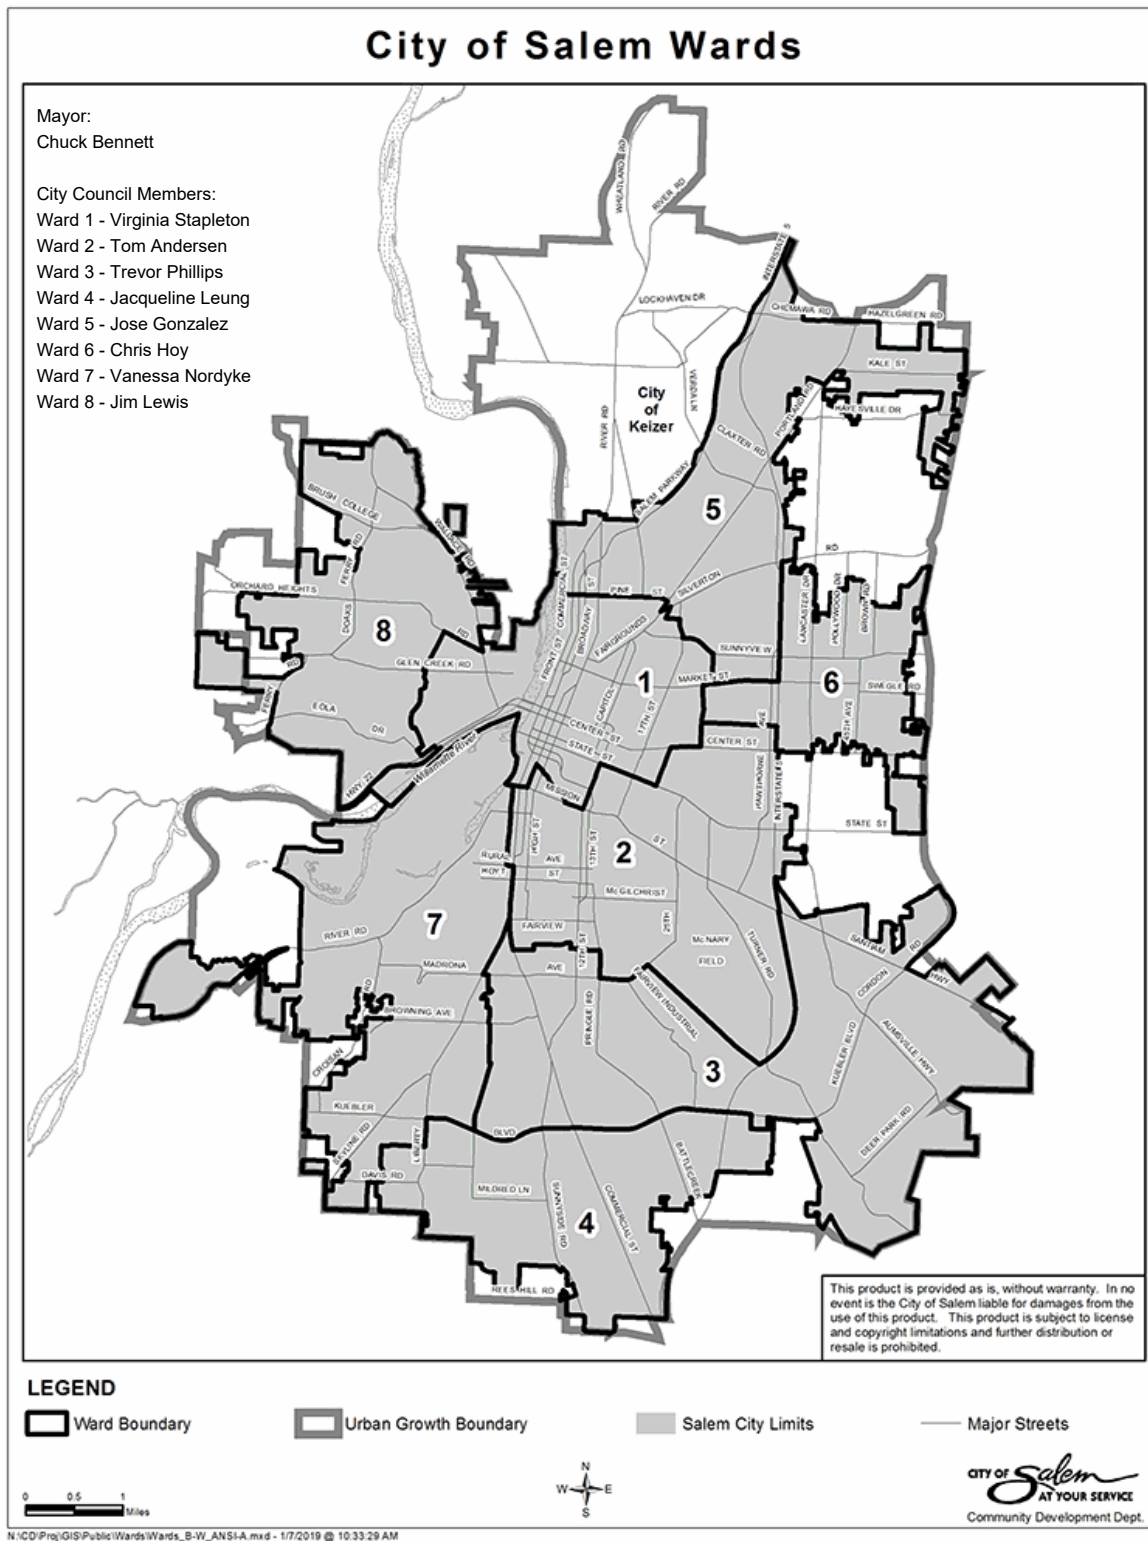 City of Salem Wards
Mayor:
Chuck Bennett
City Council Members:
Ward 1 - Virginia Stapleton
Ward 2 - Tom Andersen
Ward 3 - Trevor Phillips
Ward 4 - Jacqueline Leung
Ward 5 - Jose Gonzalez
Ward 6 - Chris Hoy
Ward 7 - Vanessa Nordyke
Ward 8 - Jim Lewis
WHEATLAND RD
RIVER RD
INTERSTATE 5
LOCKHAVEN DR
CHEMAWA RD
HAZELGREEN RD
KALE ST
VERDA LN
City
of
Keizer
RIVER RD
PORTLAND RD
HAYESVILLE DR
CLAXTER RD
SALEM PARKWAY
5
BRUSH COLLEGE
RD
WALLACE RD
DOAKS FERRY RD
ORCHARD HEIGHTS
RD
8
GLEN CREEK RD
RD
FERRY
EOLA
DR
HWY 22
Willamette River
COMMERCIAL ST
FRONT ST
BROADWAY
ST
PINE ST
SILVERTON
RD
FAIRGROUNDS
LANCASTER DR
HOLLYWOOD DR
BROWN RD
SUNNYVIEW
1
MARKET ST
6
SWEGLE RD
45TH AVE
CAPITOL
17TH ST
CENTER ST
STATE ST
CENTER ST
HAWTHORNE
AVE
INTERSTATE 5
STATE ST
MISSION
ST
HIGH ST
13TH ST
2
RURAL AVE
HOYT ST
McGILCHRIST
25TH
FAIRVIEW
12TH ST
McNARY
FIELD
TURNER RD
SANTIAM
HWY
CORDON
RD
7
RIVER RD
MADRONA AVE
RD
BROWNING AVE
CROISAN
PRINGLE RD
FAIRVIEW INDUSTRIAL
3
KUEBLER BLVD
AUMSVILLE HWY
DEER PARK RD
KUEBLER
BLVD
SKYLINE RD
LIBERTY
DAVIS RD
MILDRED LN
SUNNYSIDE RD
COMMERCIAL ST
BATTLECREEK
4
REES HILL RD
This product is provided as is, without warranty. In no
event is the City of Salem liable for damages from the
use of this product. This product is subject to license
and copyright limitations and further distribution or
resale is prohibited.
LEGEND
Ward Boundary
Urban Growth Boundary
Salem City Limits
Major Streets
0 0.5 1
Miles
N
W E
S
CITY OF Salem
AT YOUR SERVICE
Community Development Dept.
N:\CD\Proj\GIS\Public\Wards\Wards_B-W_ANSI-A.mxd - 1/7/2019 @ 10:33:29 AM